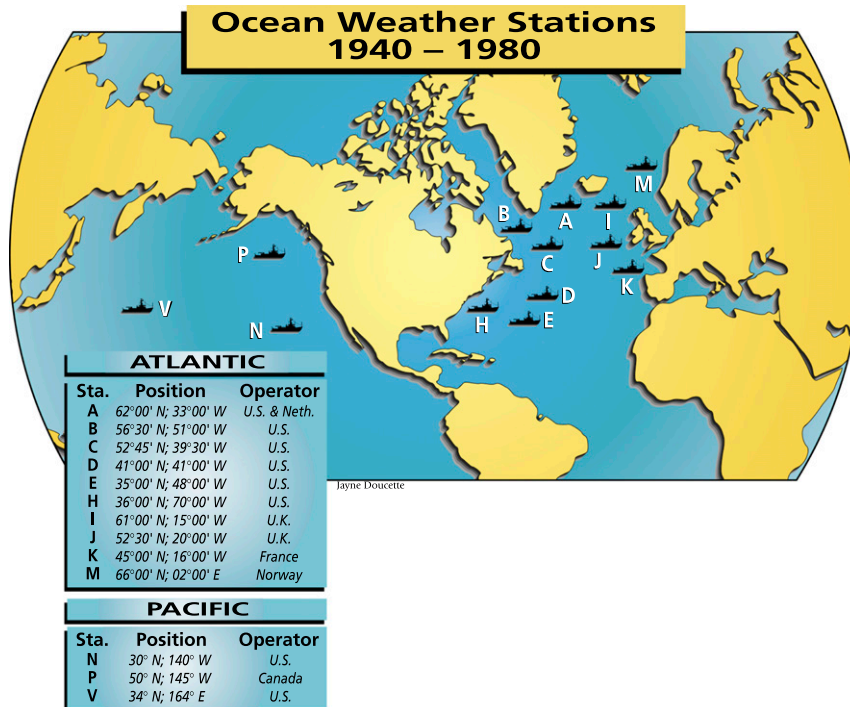 Ocean Weather Stations
1940 – 1980
M
B
A
I
P
C
J
K
D
V
H
E
N
ATLANTIC
Sta. Position Operator
A 62°00' N; 33°00' W U.S. & Neth.
B 56°30' N; 51°00' W U.S.
C 52°45' N; 39°30' W U.S.
D 41°00' N; 41°00' W U.S.
E 35°00' N; 48°00' W U.S.
H 36°00' N; 70°00' W U.S.
I 61°00' N; 15°00' W U.K.
J 52°30' N; 20°00' W U.K.
K 45°00' N; 16°00' W France
M 66°00' N; 02°00' E Norway
Jayne Doucette
PACIFIC
Sta. Position Operator
N 30° N; 140° W U.S.
P 50° N; 145° W Canada
V 34° N; 164° E U.S.